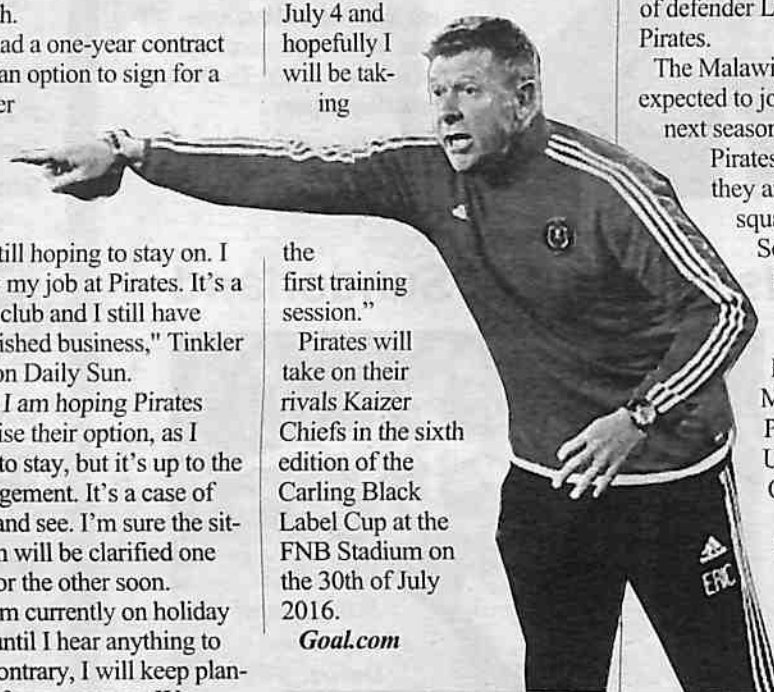 h.
ad a one-year contract
an option to sign for a
er
till hoping to stay on. I
my job at Pirates. It's a
club and I still have
ished business," Tinkler
on Daily Sun.
I am hoping Pirates
ise their option, as I
to stay, but it's up to the
gement. It's a case of
and see. I'm sure the sit-
n will be clarified one
or the other soon.
m currently on holiday
until I hear anything to
ontrary, I will keep plan-
July 4 and
hopefully I
will be tak-
ing
the
first training
session."
Pirates will
take on their
rivals Kaizer
Chiefs in the sixth
edition of the
Carling Black
Label Cup at the
FNB Stadium on
the 30th of July
2016.
Goal.com
of defender L
Pirates.
The Malawi
expected to jo
next season
Pirates
they a
squa
Se
M
P
U
ERIC